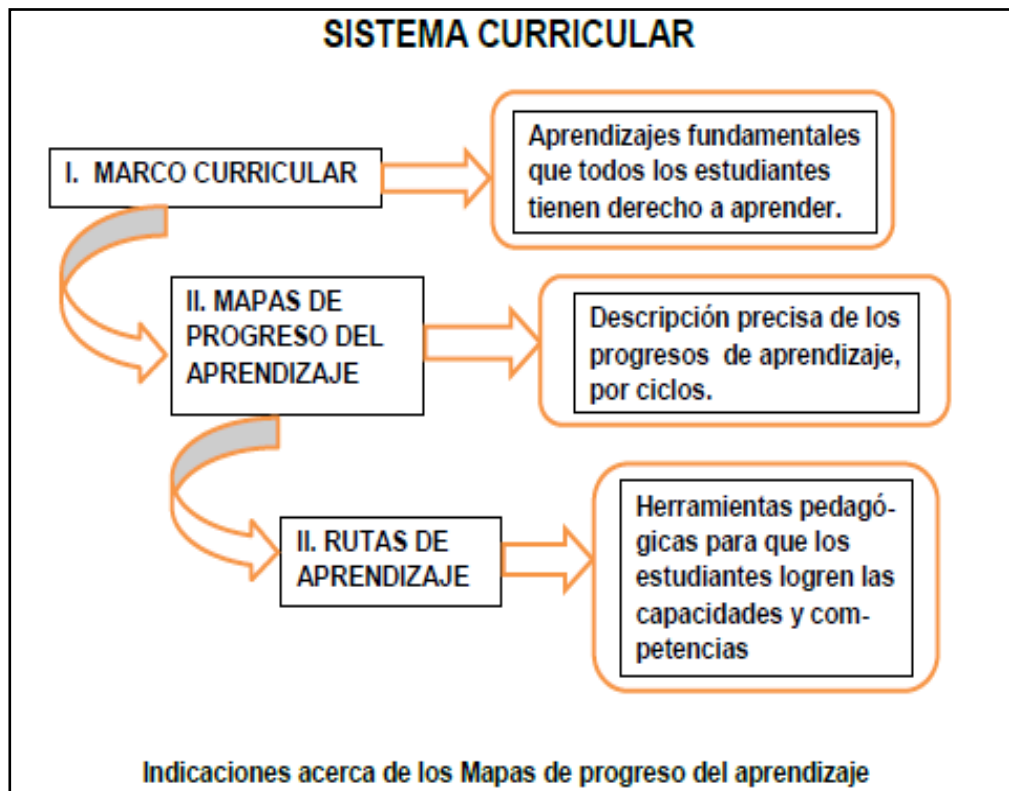 SISTEMA CURRICULAR
I. MARCO CURRICULAR
Aprendizajes fundamentales
que todos los estudiantes
tienen derecho a aprender.
II. MAPAS DE
PROGRESO DEL
APRENDIZAJE
Descripción precisa de los
progresos de aprendizaje,
por ciclos.
II. RUTAS DE
APRENDIZAJE
Herramientas pedagó-
gicas para que los
estudiantes logren las
capacidades y com-
petencias
Indicaciones acerca de los Mapas de progreso del aprendizaje